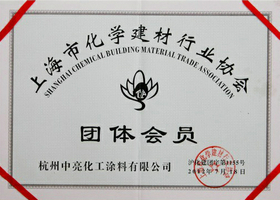 上海市化学建材行业协会
SHANGHAI CHEMICAL BUILDING MATERIAL TRADE ASSOCIATION
团体会员
杭州中亮化工涂料有限公司